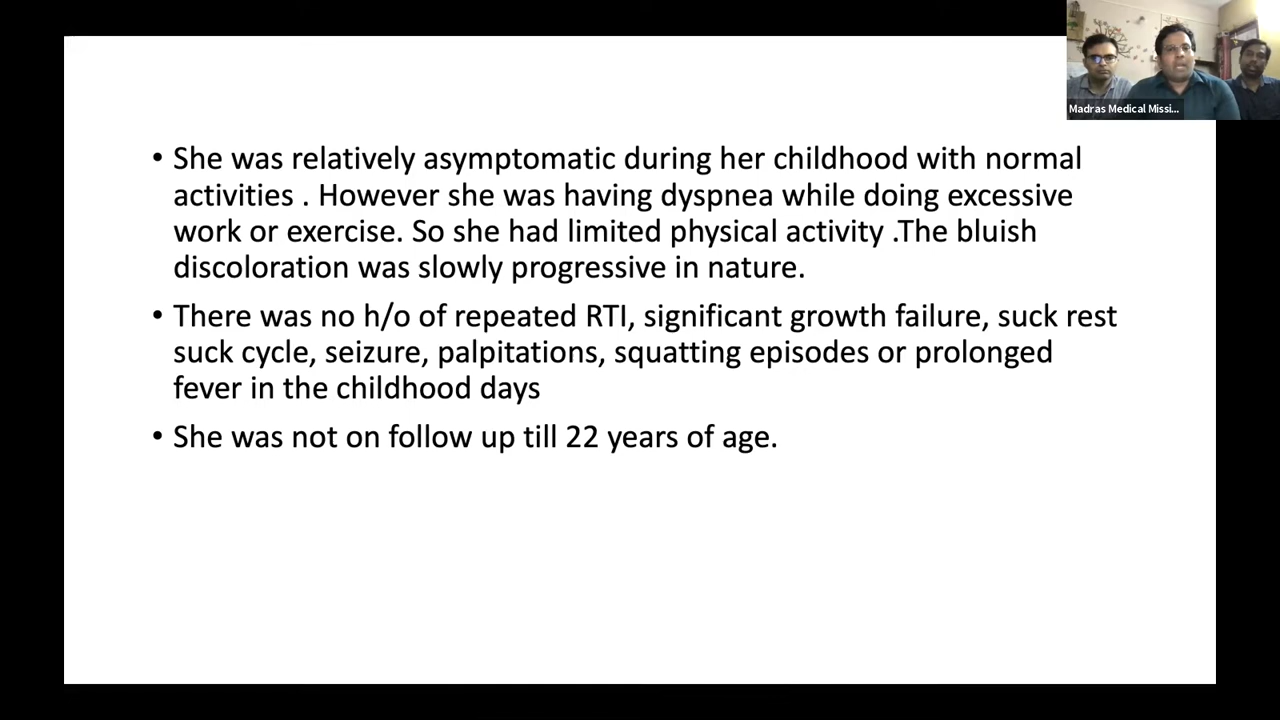 Madras Medical Missi...
• She was relatively asymptomatic during her childhood with normal
activities . However she was having dyspnea while doing excessive
work or exercise. So she had limited physical activity .The bluish
discoloration was slowly progressive in nature.
• There was no h/o of repeated RTI, significant growth failure, suck rest
suck cycle, seizure, palpitations, squatting episodes or prolonged
fever in the childhood days
• She was not on follow up till 22 years of age.